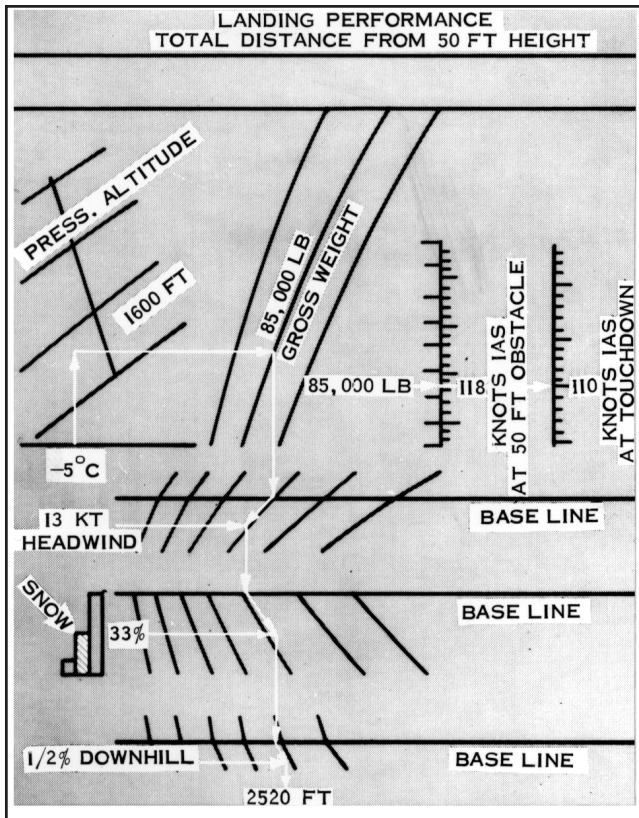 LANDING PERFORMANCE
TOTAL DISTANCE FROM 50 FT HEIGHT
PRESS. ALTITUDE
1600 FT
85,000 LB
GROSS WEIGHT
85,000 LB
118
KNOTS IAS
AT 50 FT OBSTACLE
110
KNOTS IAS
AT TOUCHDOWN
-5°C
13 KT
HEADWIND
BASE LINE
SNOW
33%
BASE LINE
1/2% DOWNHILL
BASE LINE
2520 FT